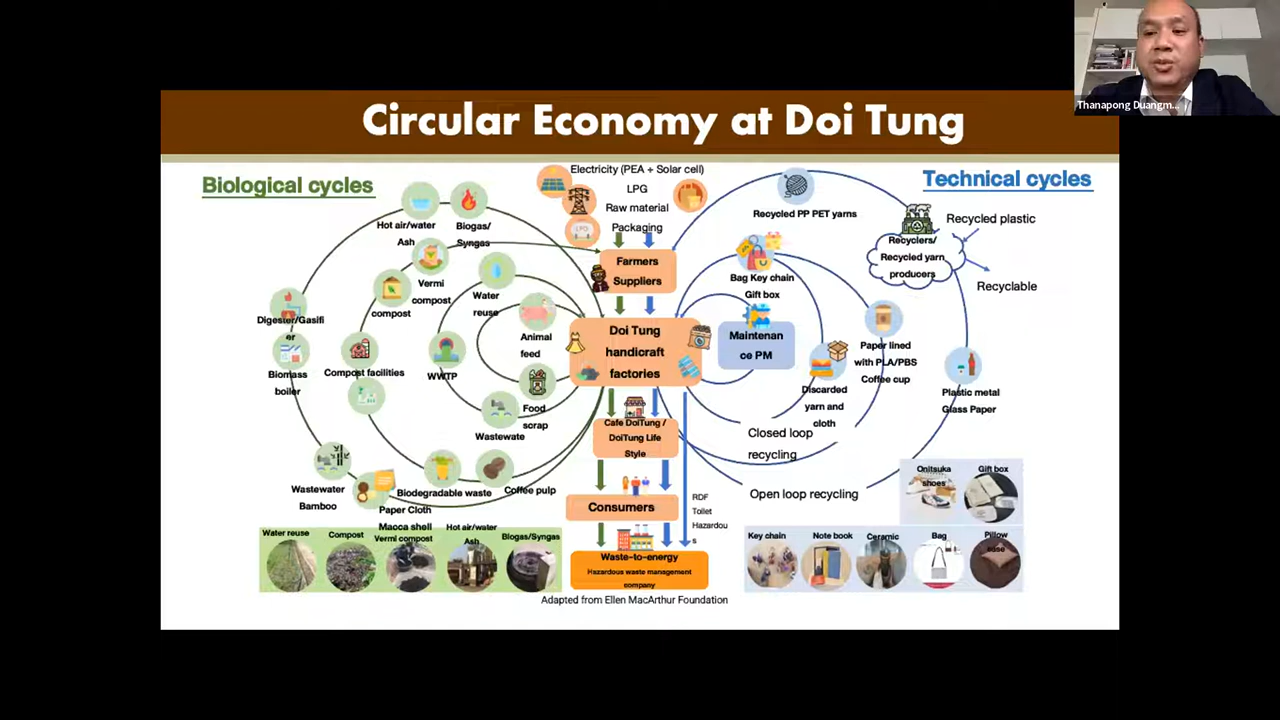 Thanapong Duangm...
Circular Economy at Doi Tung
Biological cycles
Technical cycles
Electricity (PEA + Solar cell)
LPG
Raw material
Packaging
LPG
Hot air/water
Ash
Biogas/
Syngas
Vermi
compost
compost
Water
reuse
Animal
feed
Digester/Gasifi
er
Biomass
boiler
Compost facilities
WWTP
Food
scrap
Wastewate
Wastewater
Bamboo
Biodegradable waste
Coffee pulp
Paper Cloth
Macca shell
Farmers
Suppliers
Doi Tung
handicraft
factories
Cafe DoiTung /
DoiTung Life
Style
Consumers
Waste-to-energy
Hazardous waste management
company
RDF
Toilet
Hazardou
s
Recycled PP PET yarns
Recyclers/
Recycled yarn
producers
Recycled plastic
Recyclable
Bag Key chain
Gift box
Maintenan
ce PM
Paper lined
with PLA/PBS
Coffee cup
Discarded
yarn and
cloth
Plastic metal
Glass Paper
Closed loop
recycling
Open loop recycling
Water reuse
Compost
Vermi compost
Hot air/water
Ash
Biogas/Syngas
Onitsuka
shoes
Gift box
Key chain
Note book
Ceramic
Bag
Pillow
case
Adapted from Ellen MacArthur Foundation